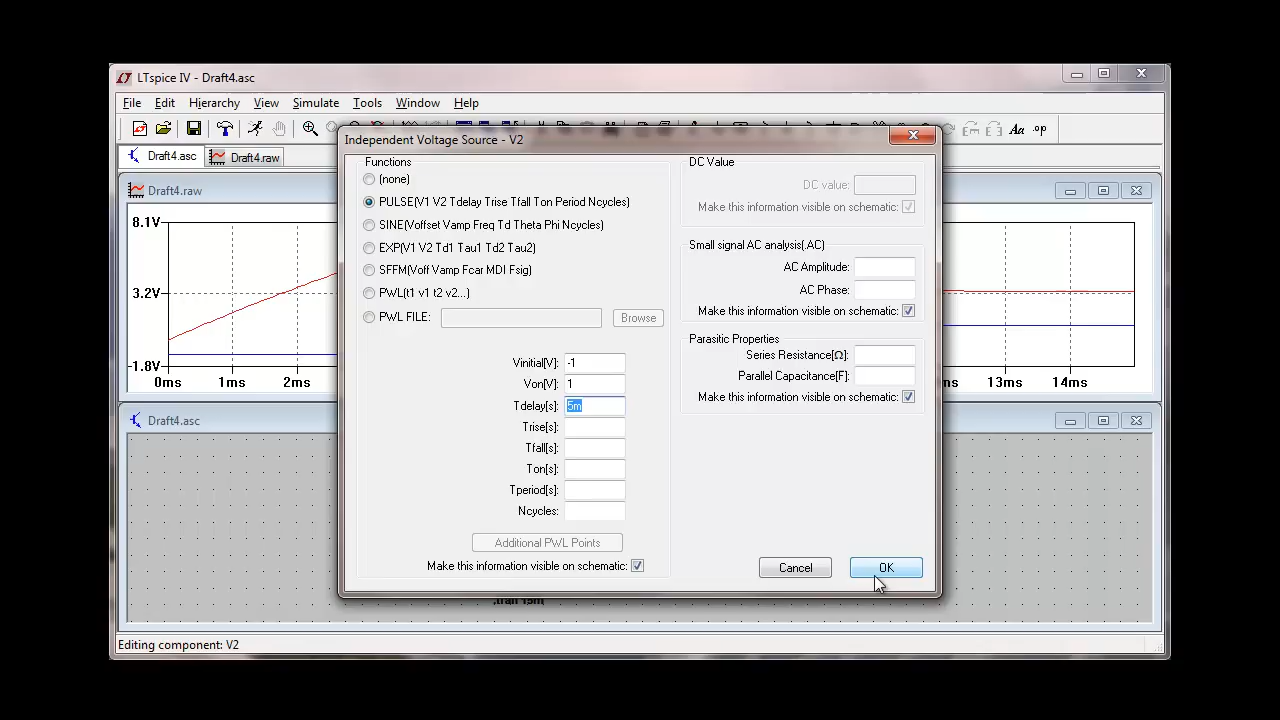 LTspice IV - Draft4.asc
File Edit Hierarchy View Simulate Tools Window Help
Aa .op
Draft4.asc Draft4.raw
Draft4.raw
8.1V
3.2V
-1.8V
0ms 1ms 2ms 13ms 14ms
Draft4.asc
Independent Voltage Source - V2
Functions
(none)
PULSE(V1 V2 Tdelay Trise Tfall Ton Period Ncycles)
SINE(Voffset Vamp Freq Td Theta Phi Ncycles)
EXP(V1 V2 Td1 Tau1 Td2 Tau2)
SFFM(Voff Vamp Fcar MDI Fsig)
PWL(t1 v1 t2 v2...)
PWL FILE: Browse
Vinitial[V]: -1
Von[V]: 1
Tdelay[s]: 5m
Trise[s]:
Tfall[s]:
Ton[s]:
Tperiod[s]:
Ncycles:
Additional PWL Points
Make this information visible on schematic:
DC Value
DC value:
Make this information visible on schematic:
Small signal AC analysis(.AC)
AC Amplitude:
AC Phase:
Make this information visible on schematic:
Parasitic Properties
Series Resistance[Ω]:
Parallel Capacitance[F]:
Make this information visible on schematic:
Cancel OK
Editing component: V2